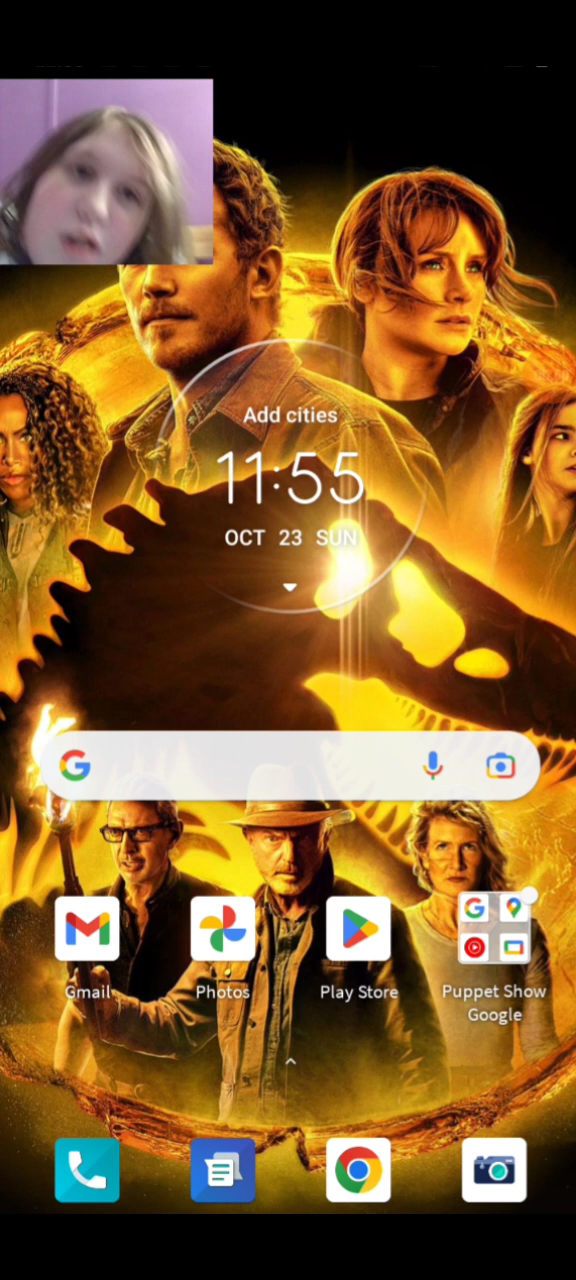 Add cities
11:55
OCT 23 SUN
Gmail
Photos
Play Store
Puppet Show
Google